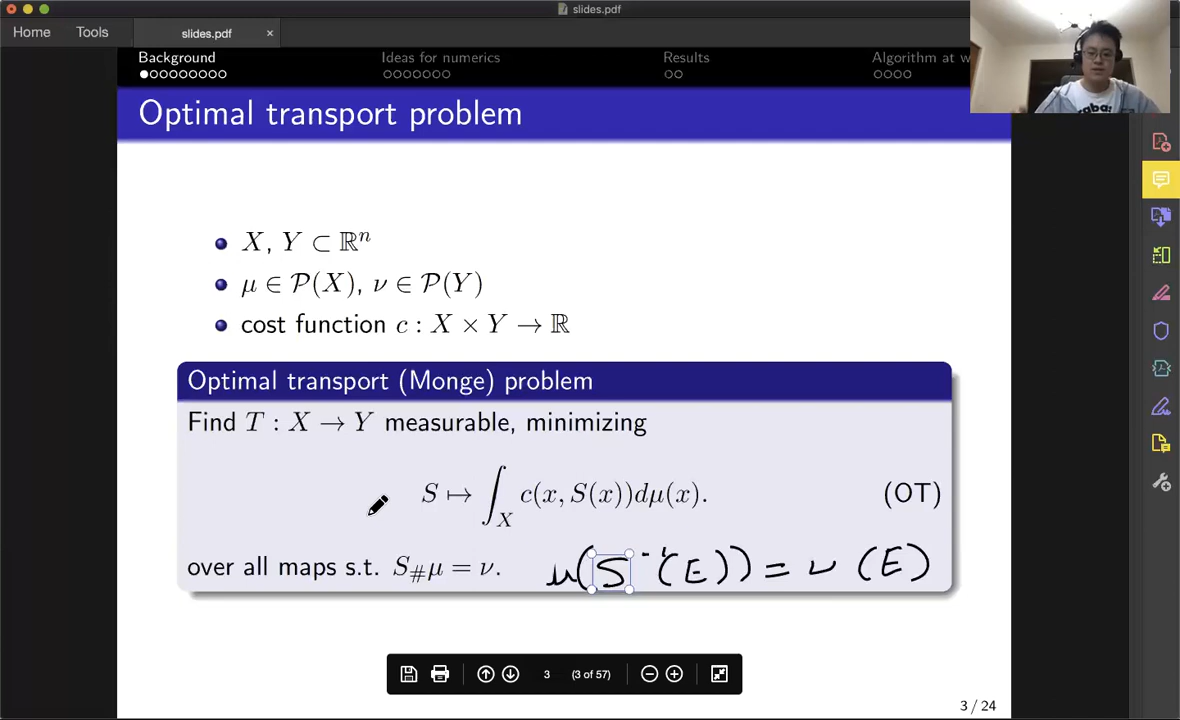 slides.pdf
Home Tools slides.pdf ×
Background Ideas for numerics Results Algorithm at w
Optimal transport problem
X, Y ⊂ ℝⁿ
μ ∈ 𝒫(X), ν ∈ 𝒫(Y)
cost function c : X × Y → ℝ
Optimal transport (Monge) problem
Find T : X → Y measurable, minimizing
S ↦ ∫_X c(x, S(x))dμ(x). (OT)
over all maps s.t. S_#μ = ν. μ(S⁻¹(E)) = ν(E)
3 (3 of 57)
3 / 24